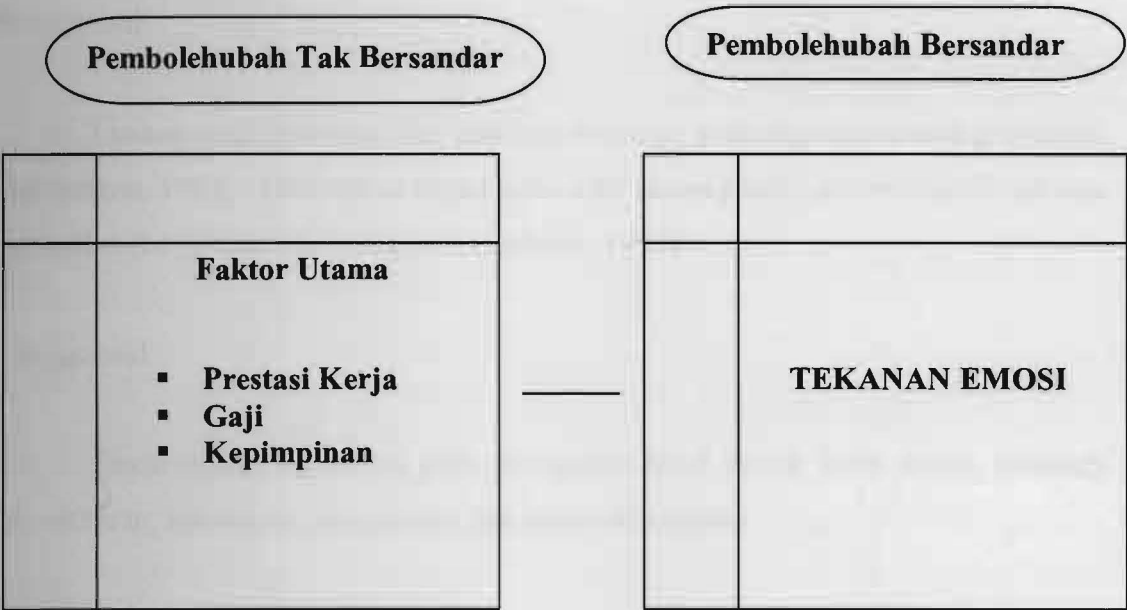 Pembolehubah Tak Bersandar
Pembolehubah Bersandar
Faktor Utama
▪ Prestasi Kerja
▪ Gaji
▪ Kepimpinan
TEKANAN EMOSI